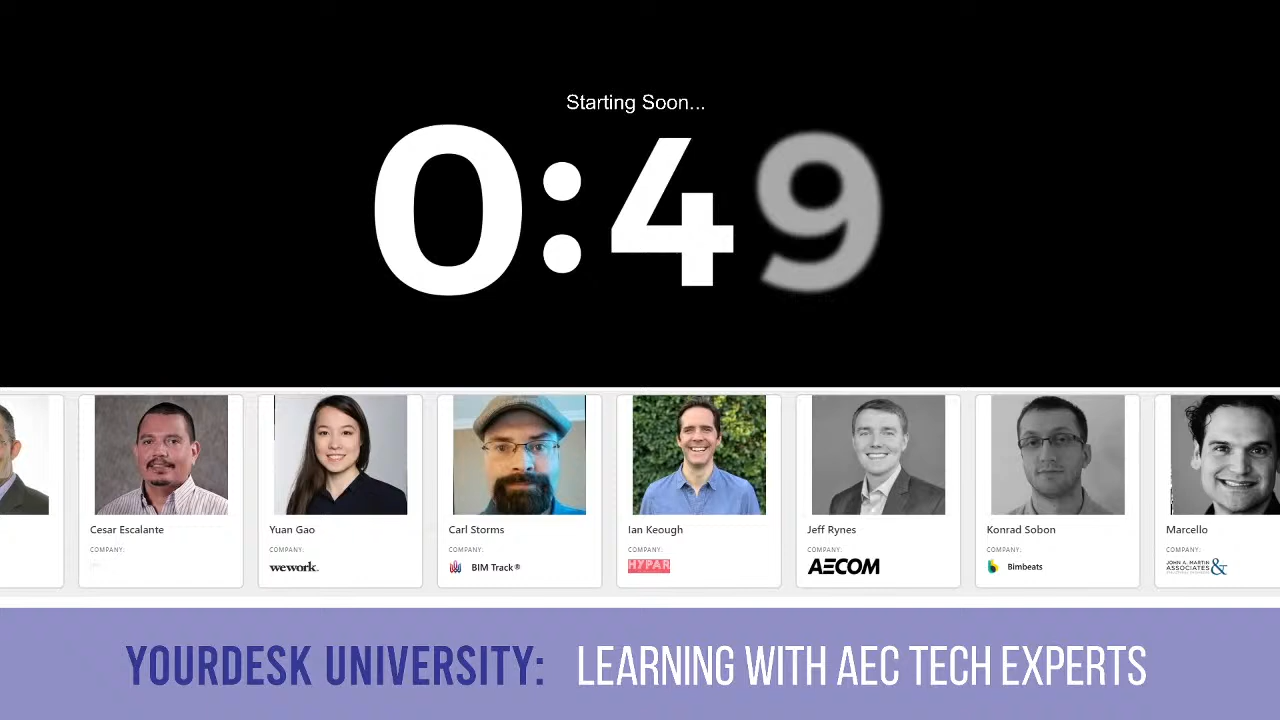 Starting Soon...
0:49
Cesar Escalante
COMPANY:
Yuan Gao
COMPANY:
wework.
Carl Storms
COMPANY:
BIM Track®
Ian Keough
COMPANY:
HYPAR
Jeff Rynes
COMPANY:
AECOM
Konrad Sobon
COMPANY:
Bimbeats
Marcello
COMPANY:
JOHN A. MARTIN
ASSOCIATES &
YOURDESK UNIVERSITY: LEARNING WITH AEC TECH EXPERTS